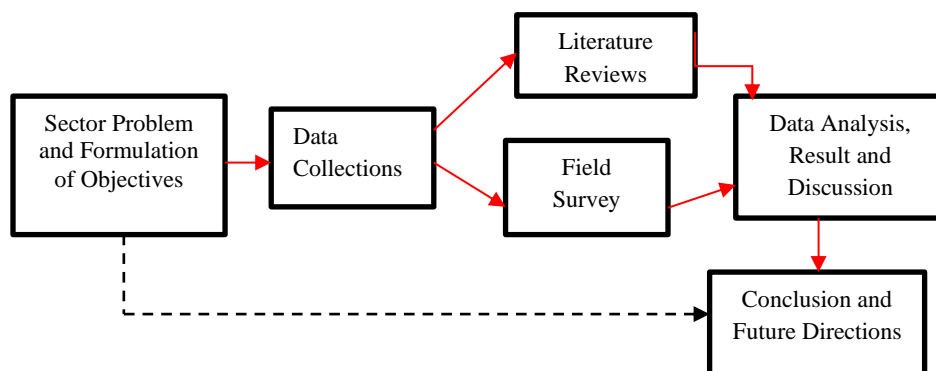 Sector Problem
and Formulation
of Objectives
Data
Collections
Literature
Reviews
Field
Survey
Data Analysis,
Result and
Discussion
Conclusion and
Future Directions